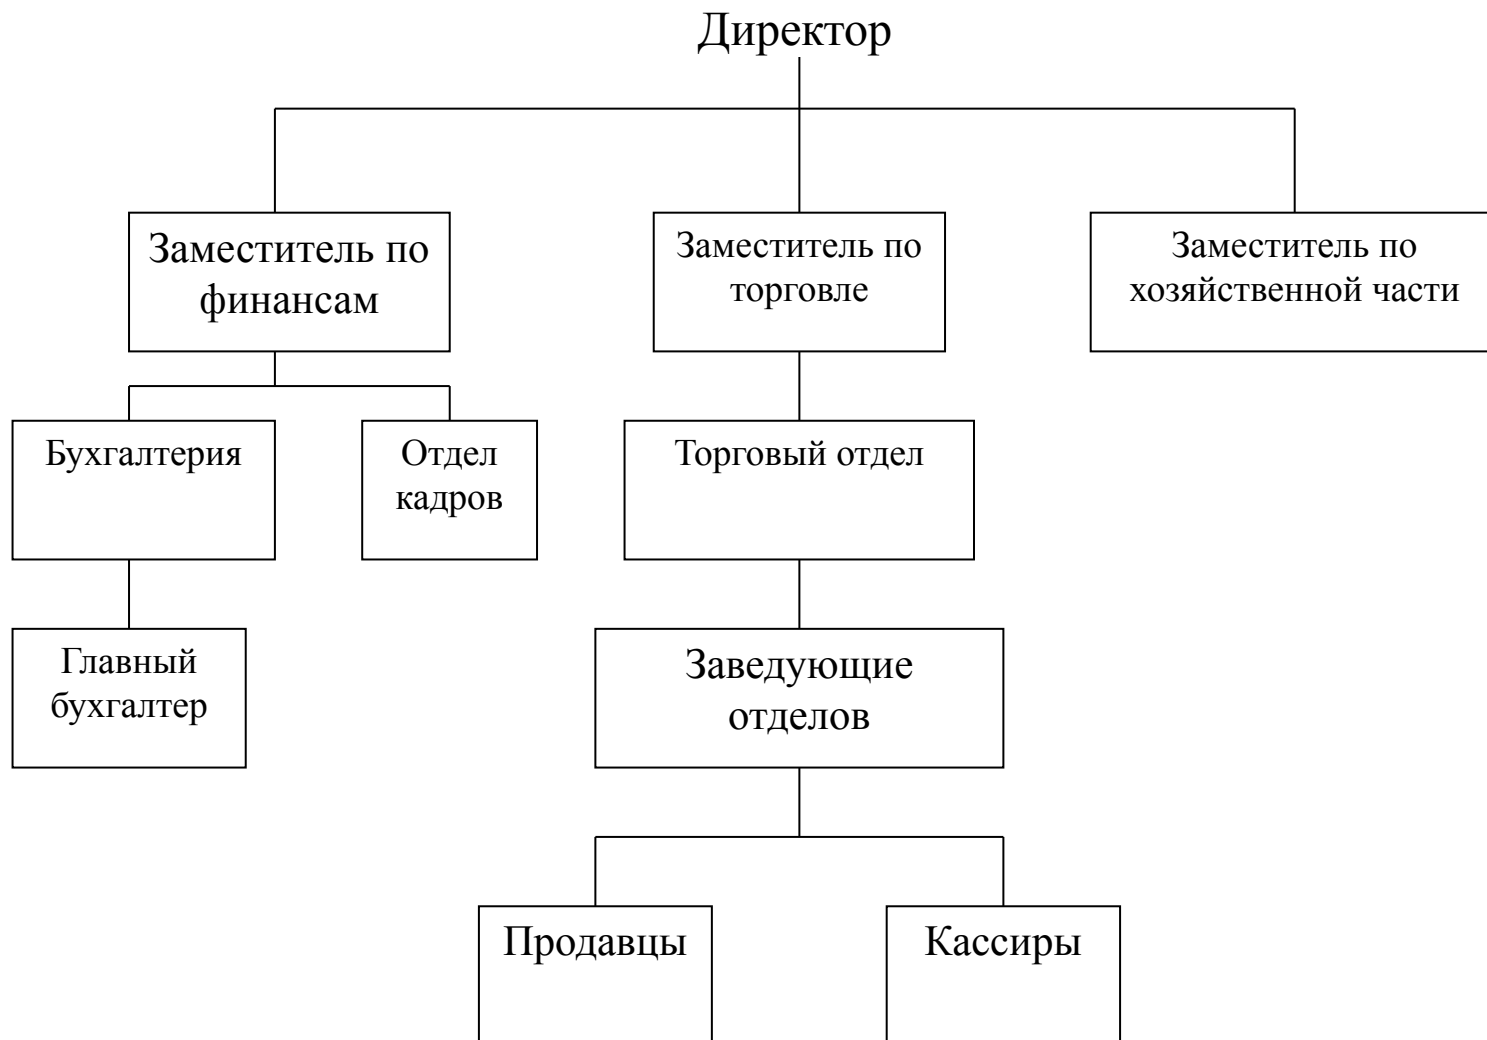 Директор
Заместитель по
финансам
Заместитель по
торговле
Заместитель по
хозяйственной части
Бухгалтерия
Отдел
кадров
Торговый отдел
Главный
бухгалтер
Заведующие
отделов
Продавцы
Кассиры